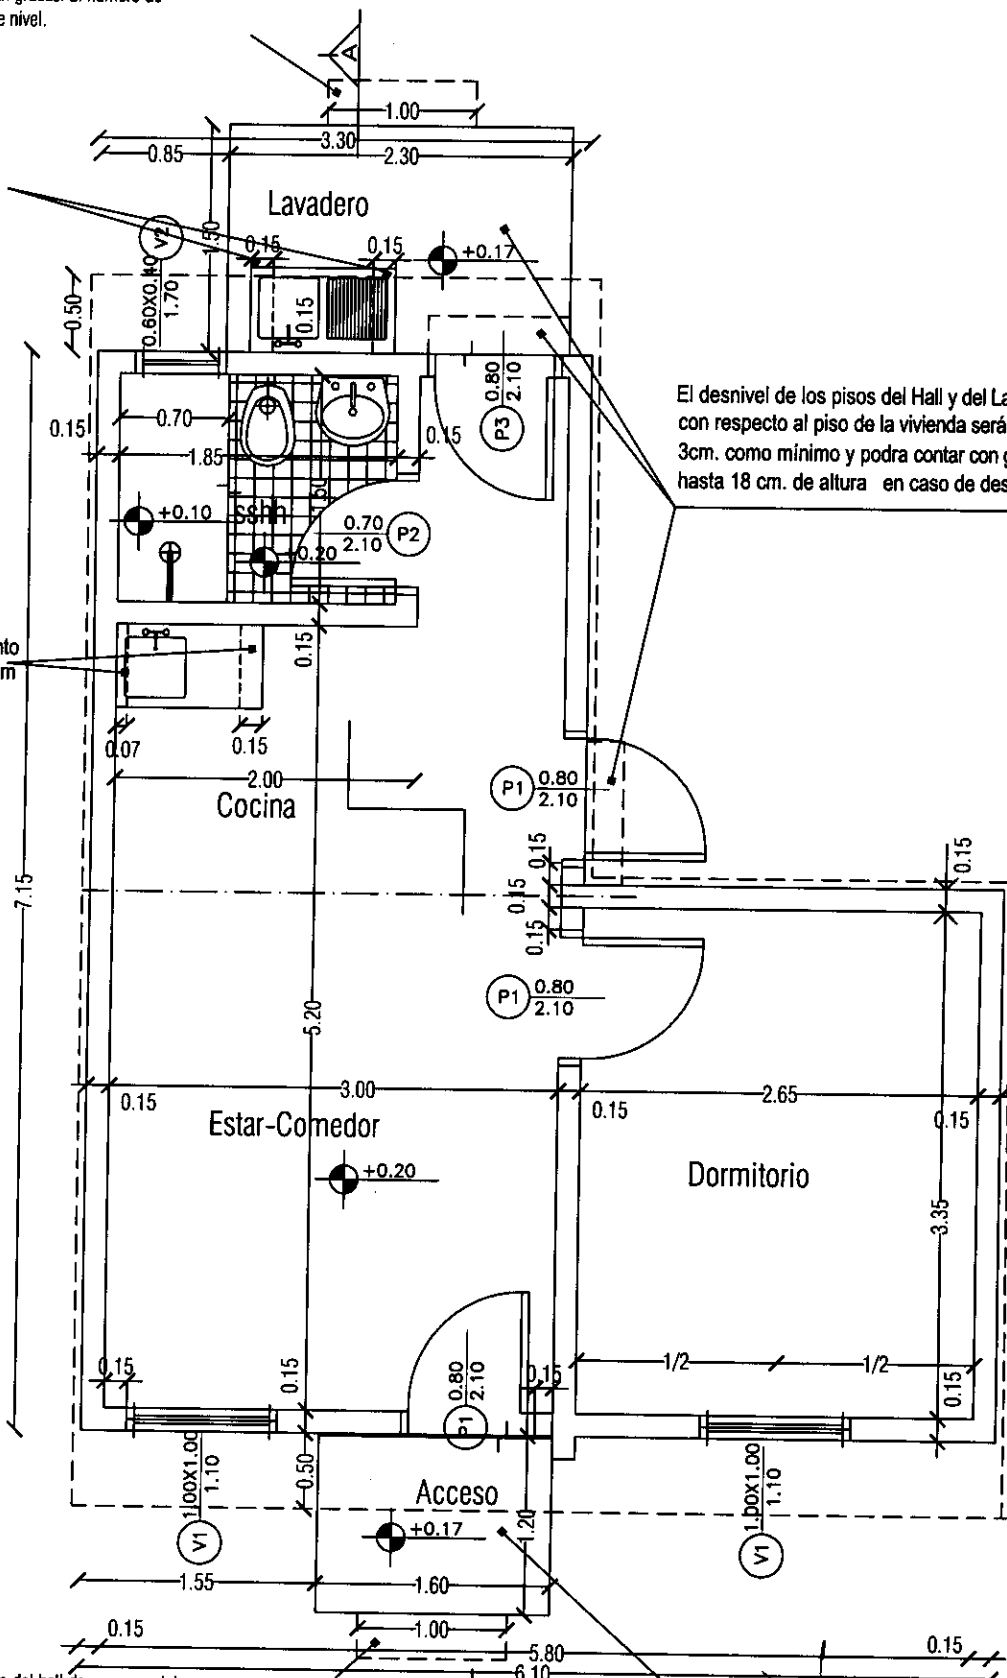 e nivel.
A
1.00
3.30
0.85
2.30
Lavadero
V2
1.50
0.15
0.15
+0.17
0.50
0.60X0.40
1.70
0.15
0.80
2.10
P3
El desnivel de los pisos del Hall y del La
con respecto al piso de la vivienda será
3cm. como mínimo y podra contar con g
hasta 18 cm. de altura en caso de des
0.15
0.70
0.15
1.85
+0.10
sshh
0.70
2.10
P2
+0.20
nto
m
0.15
0.07
0.15
2.00
Cocina
P1
0.80
2.10
0.15
0.15
0.15
0.15
7.15
P1
0.80
2.10
5.20
3.00
2.65
0.15
0.15
0.15
Estar-Comedor
+0.20
Dormitorio
3.35
0.15
0.15
0.80
2.10
P1
0.15
1/2
1/2
0.15
1.00X1.00
1.10
V1
0.50
Acceso
+0.17
1.20
1.00X1.00
1.10
V1
1.55
1.60
1.00
0.15
5.80
0.15
6.10